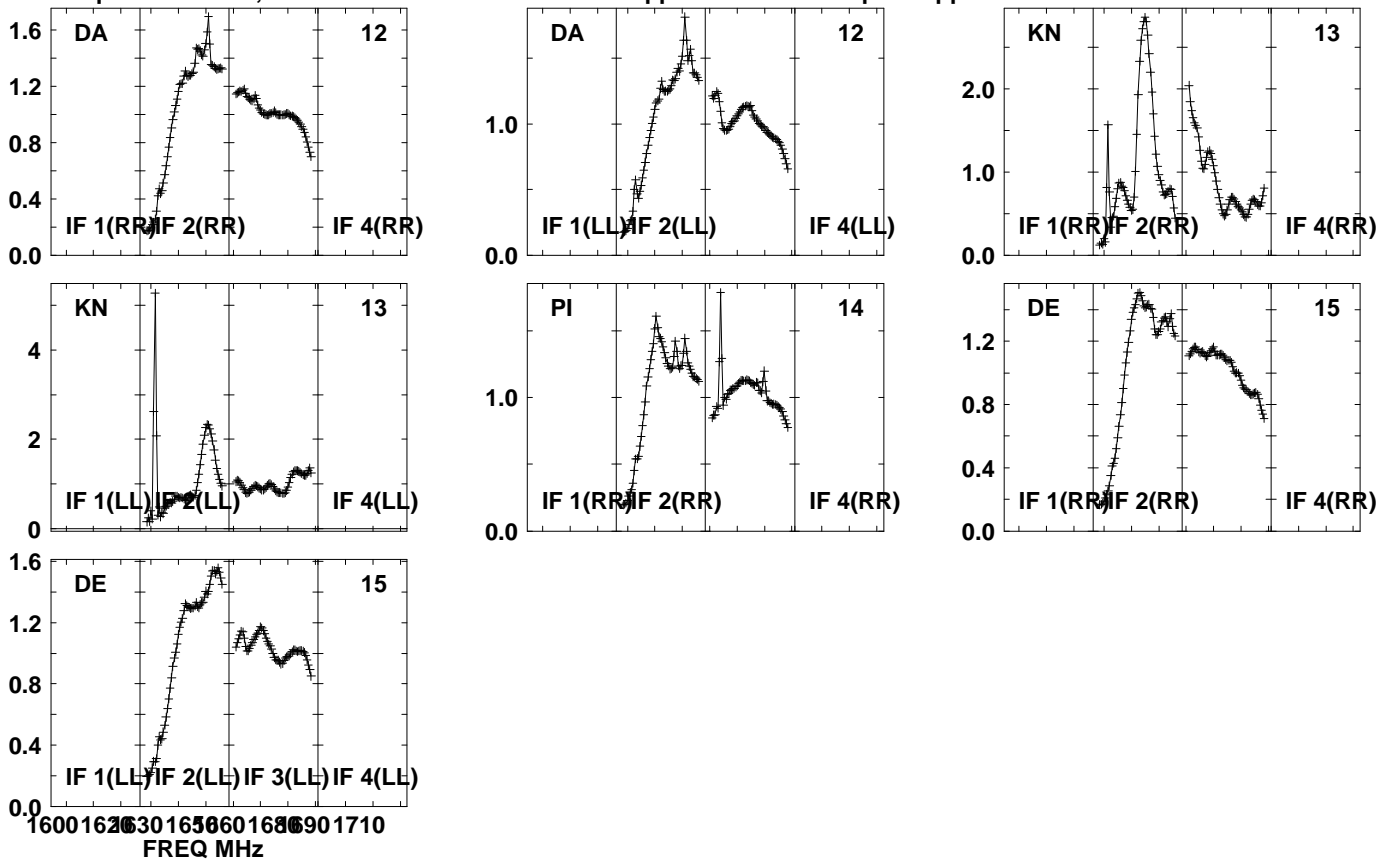 DA 12
1.6
1.2
0.8
0.4
0.0
IF 1(RR) IF 2(RR) IF 4(RR)
DA 12
1.0
0.0
IF 1(LL) IF 2(LL) IF 4(LL)
KN 13
2.0
1.0
0.0
IF 1(RR) IF 2(RR) IF 4(RR)
KN 13
4
2
0
IF 1(LL) IF 2(LL) IF 4(LL)
PI 14
1.0
0.0
IF 1(RR) IF 2(RR) IF 4(RR)
DE 15
1.2
0.8
0.4
0.0
IF 1(RR) IF 2(RR) IF 4(RR)
DE 15
1.6
1.2
0.8
0.4
0.0
IF 1(LL) IF 2(LL) IF 3(LL) IF 4(LL)
1600 1620 1630 1650 1660 1680 1690 1710
FREQ MHz